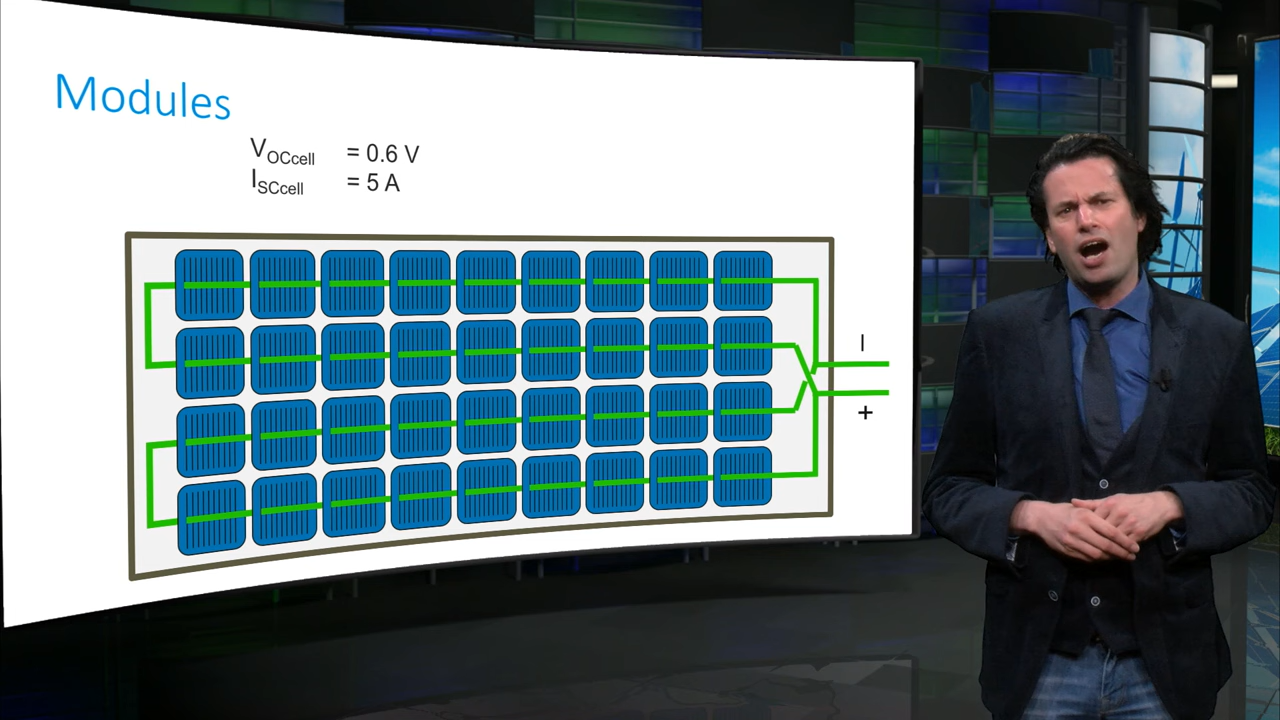 Modules
VOCcell = 0.6 V
ISCcell = 5 A
I
+